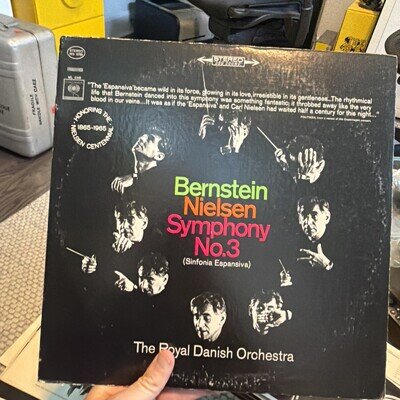 STEREO
"The 'Espansiva' became wild in its force, glowing in its love, irresistible in its gentleness...The rhythmical
life that Bernstein danced into this symphony was something fantastic; it throbbed away like the very
blood in our veins...It was as if the 'Espansiva' and Carl Nielsen had waited half a century for this night..."
HONORING THE
1865-1965
NIELSEN CENTENNIAL
Bernstein
Nielsen
Symphony
No.3
(Sinfonia Espansiva)
The Royal Danish Orchestra
HANDLE WITH CARE